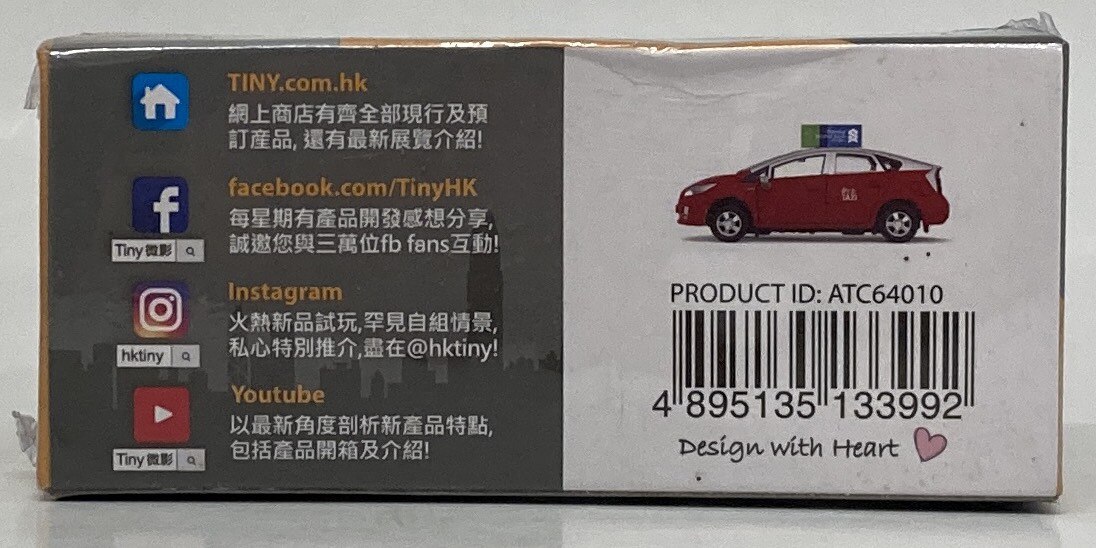 TINY.com.hk
網上商店有齊全部現行及預
訂産品, 還有最新展覽介紹!
facebook.com/TinyHK
每星期有產品開發感想分享,
誠邀您與三萬位fb fans互動!
Tiny 微影
Instagram
火熱新品試玩,罕見自組情景,
私心特別推介,盡在@hktiny!
hktiny
Youtube
以最新角度剖析新產品特點,
包括產品開箱及介紹!
Tiny 微影
TAXI
PRODUCT ID: ATC64010
4 895135 133992
Design with Heart